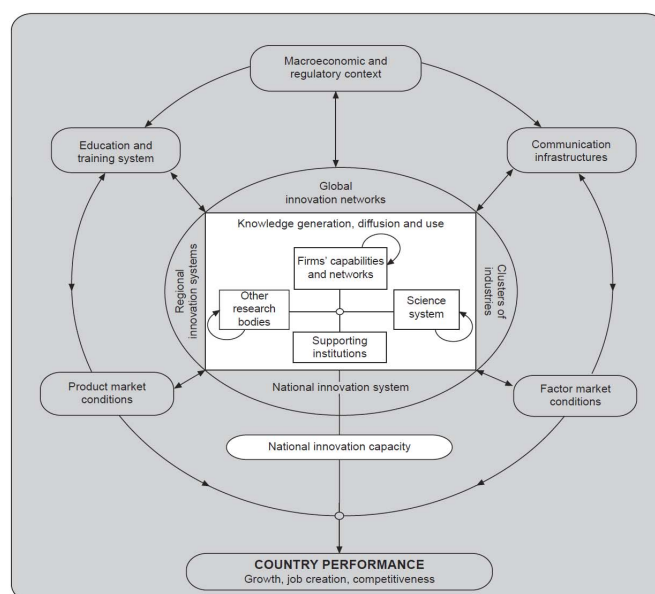 Macroeconomic and
regulatory context
Education and
training system
Communication
infrastructures
Global
innovation networks
Knowledge generation, diffusion and use
Regional
innovation systems
Firms' capabilities
and networks
Clusters of
industries
Other
research
bodies
Science
system
Supporting
institutions
Product market
conditions
National innovation system
Factor market
conditions
National innovation capacity
COUNTRY PERFORMANCE
Growth, job creation, competitiveness